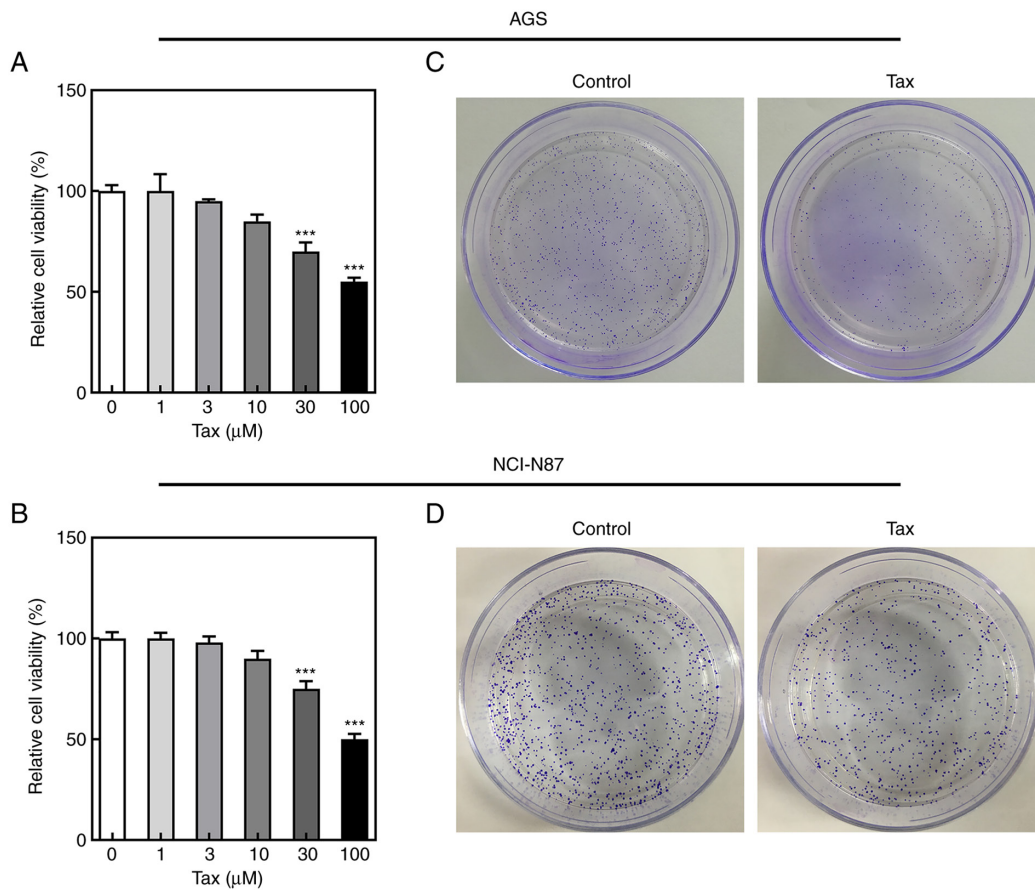 AGS
A
150
100
50
0
Relative cell viability (%)
***
***
0 1 3 10 30 100
Tax (μM)
C
Control Tax
NCI-N87
B
150
100
50
0
Relative cell viability (%)
***
***
0 1 3 10 30 100
Tax (μM)
D
Control Tax